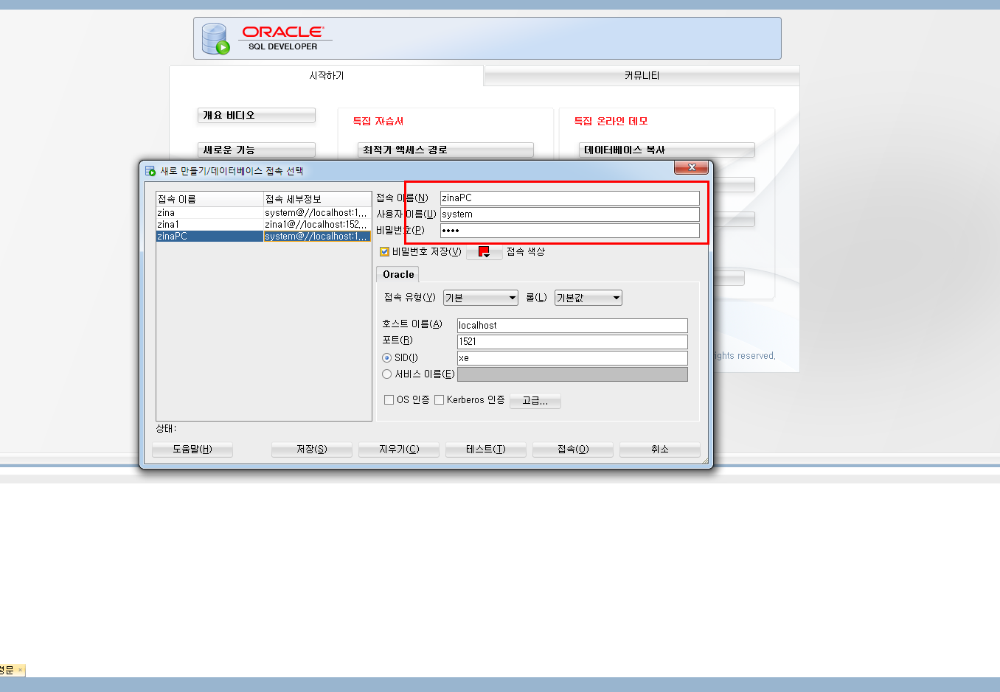 ORACLE
SQL DEVELOPER
시작하기
커뮤니티
개요 비디오
특집 자습서
특집 온라인 데모
새로운 기능
최적기 액세스 경로
데이터베이스 복사
새로 만들기/데이터베이스 접속 선택
접속 이름
접속 세부정보
zina
system@//localhost:1,..
zina1
zina1@//localhost:152,..
zinaPC
system@//localhost:1,..
접속 이름(N)
zinaPC
사용자 이름(U)
system
비밀번호(P)
••••
비밀번호 저장(V)
접속 색상
Oracle
접속 유형(Y)
기본
롤(L)
기본값
호스트 이름(A)
localhost
포트(R)
1521
SID(I)
xe
서비스 이름(E)
OS 인증
Kerberos 인증
고급...
상태:
도움말(H)
저장(S)
지우기(C)
테스트(T)
접속(O)
취소
ights reserved.
령문